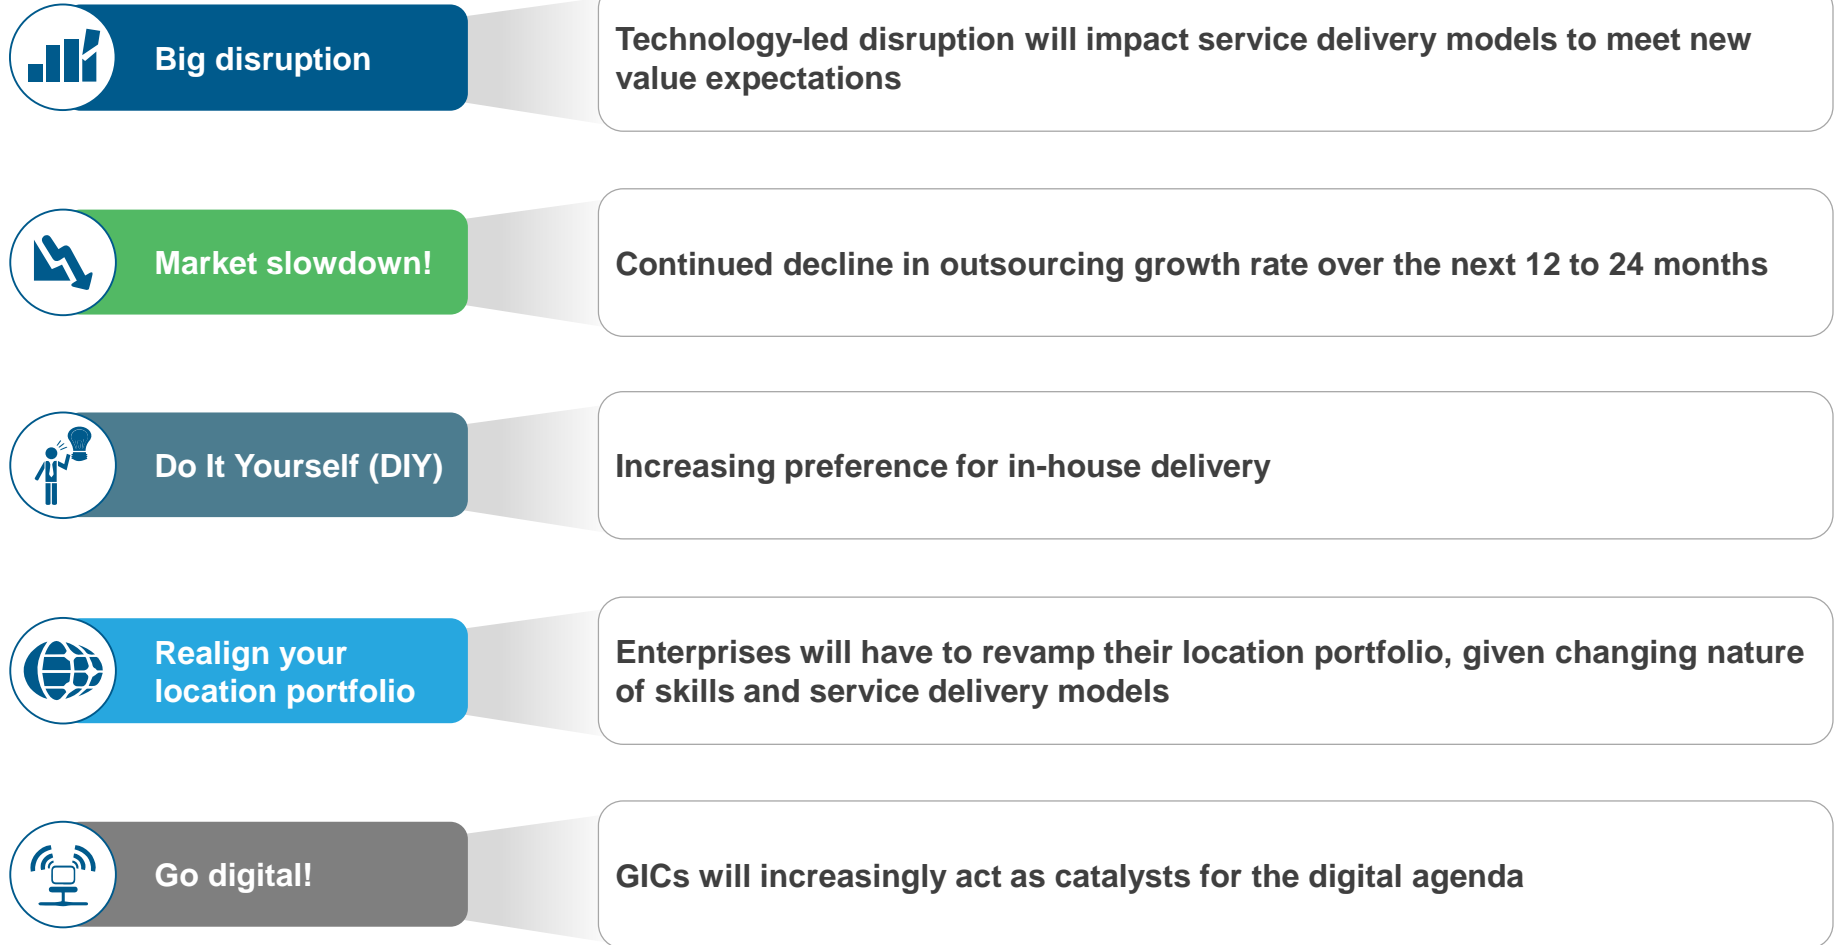 Big disruption
Technology-led disruption will impact service delivery models to meet new
value expectations
Market slowdown!
Continued decline in outsourcing growth rate over the next 12 to 24 months
Do It Yourself (DIY)
Increasing preference for in-house delivery
Realign your
location portfolio
Enterprises will have to revamp their location portfolio, given changing nature
of skills and service delivery models
Go digital!
GICs will increasingly act as catalysts for the digital agenda